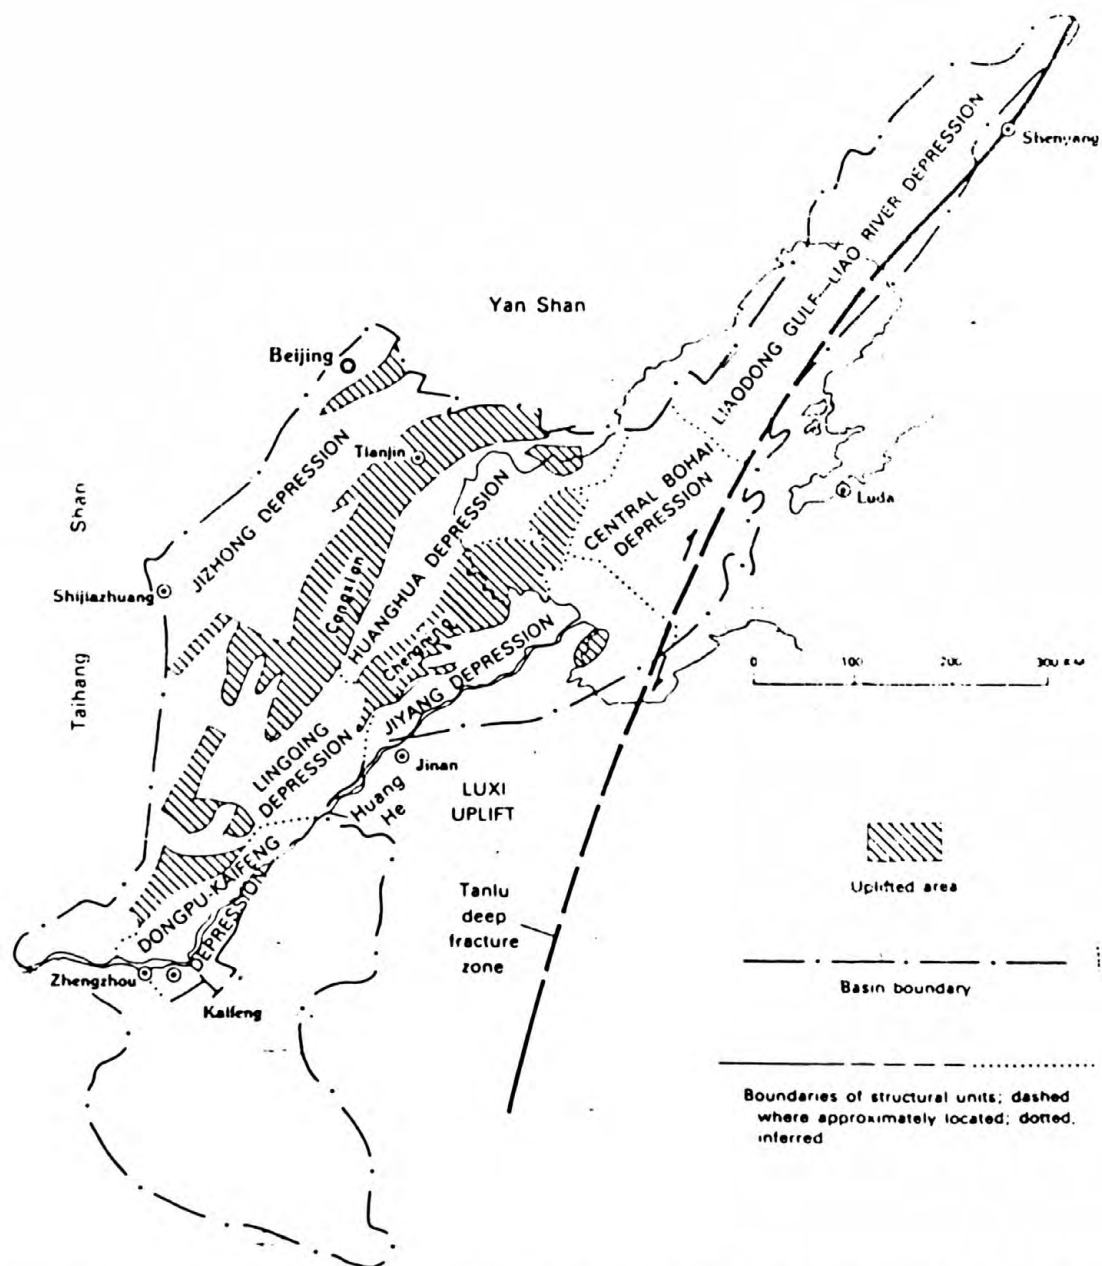 Shenyang
LIAODONG GULF-LIAO RIVER DEPRESSION
Yan Shan
Beijing
Tianjin
JIZHONG DEPRESSION
CENTRAL BOHAI
DEPRESSION
Luda
Shan
Taihang
Shijiazhuang
Cangxian
HUANGHUA DEPRESSION
Chengning
JIYANG DEPRESSION
0 100 200 300 KM
LINGQING
DEPRESSION
Jinan
Huang
He
LUXI
UPLIFT
DONGPU-KAIFENG
DEPRESSION
Tanlu
deep
fracture
zone
Uplifted area
Zhengzhou
Kaifeng
Basin boundary
Boundaries of structural units; dashed
where approximately located; dotted,
inferred